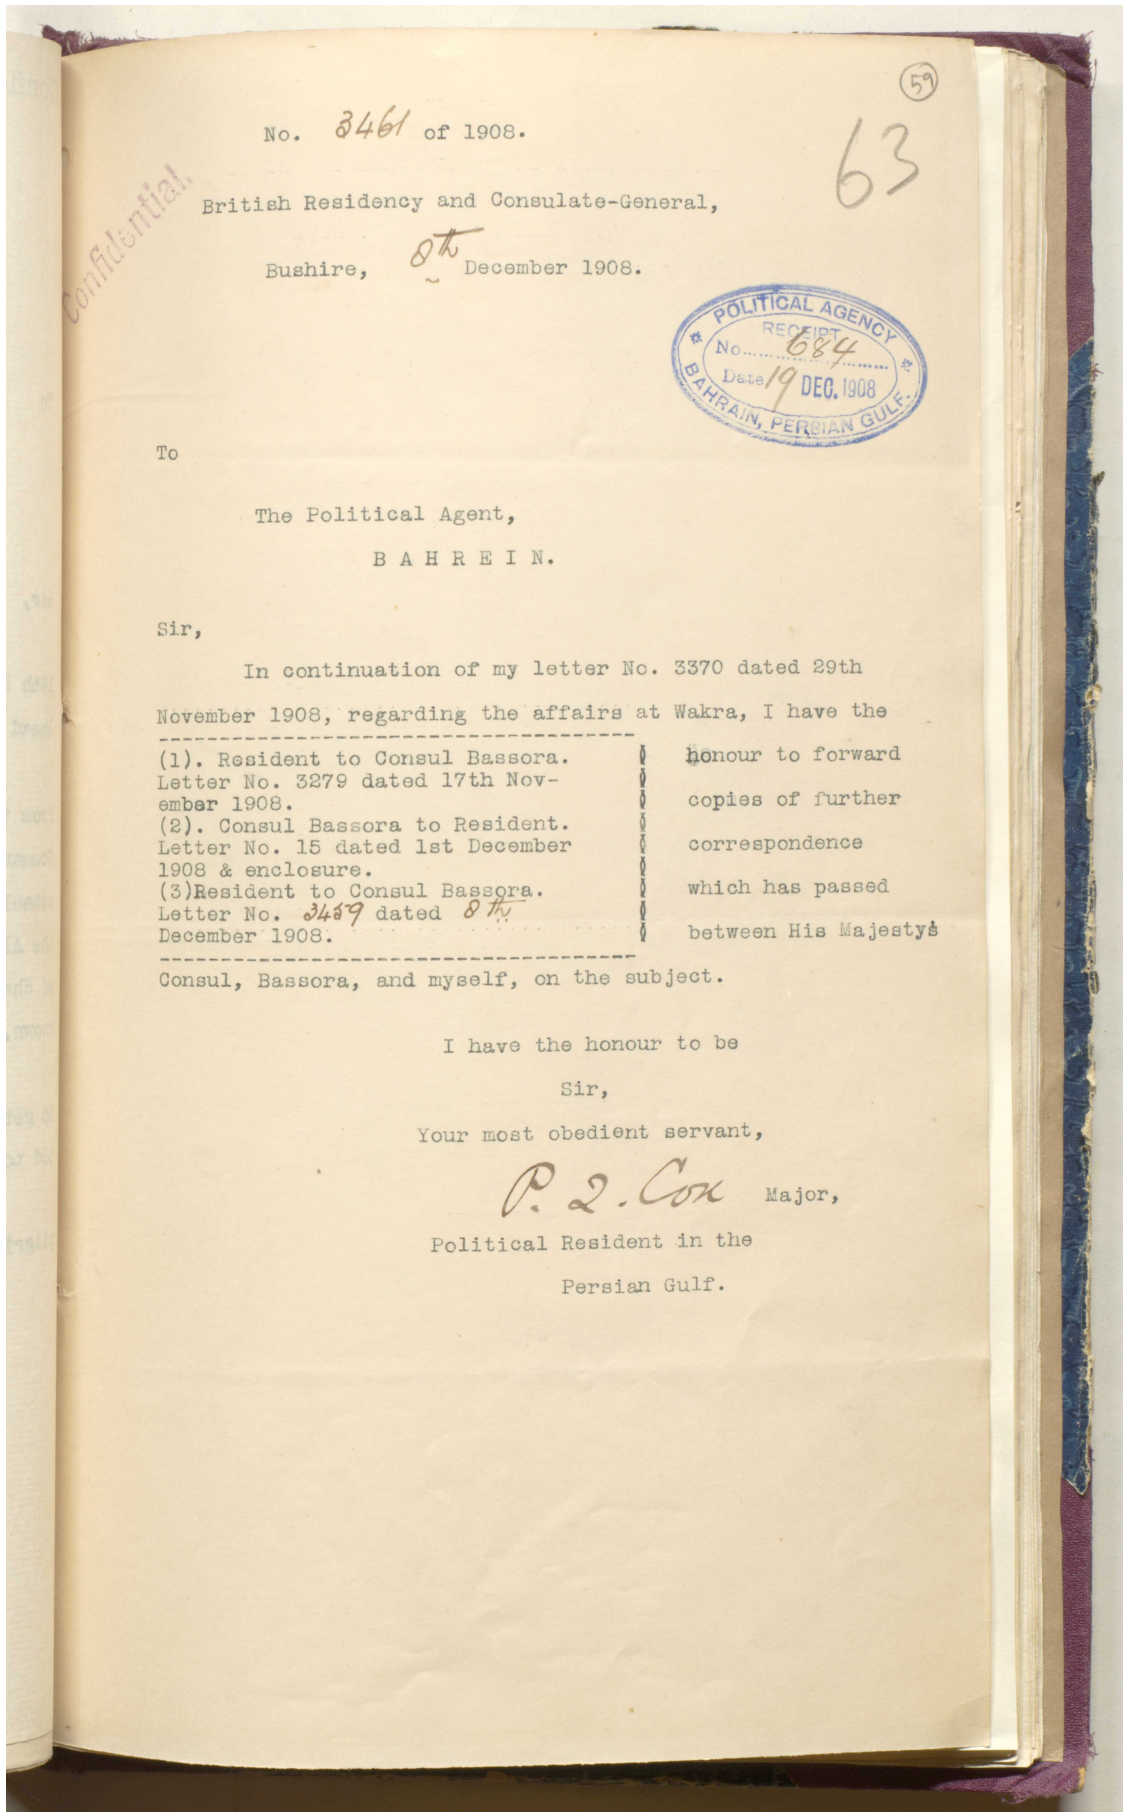 59
63
No. 3461 of 1908.
Confidential.
British Residency and Consulate-General,
Bushire, 8th December 1908.
POLITICAL AGENCY
RECEIPT
No. 684
Date 19 DEC. 1908
BAHRAIN, PERSIAN GULF.
To
The Political Agent,
BAHREIN.
Sir,
In continuation of my letter No. 3370 dated 29th
November 1908, regarding the affairs at Wakra, I have the
(1). Resident to Consul Bassora.
Letter No. 3279 dated 17th Nov-
ember 1908.
(2). Consul Bassora to Resident.
Letter No. 15 dated 1st December
1908 & enclosure.
(3)Resident to Consul Bassora.
Letter No. 3459 dated 8th
December 1908.
honour to forward
copies of further
correspondence
which has passed
between His Majestys
Consul, Bassora, and myself, on the subject.
I have the honour to be
Sir,
Your most obedient servant,
P. Z. Cox Major,
Political Resident in the
Persian Gulf.